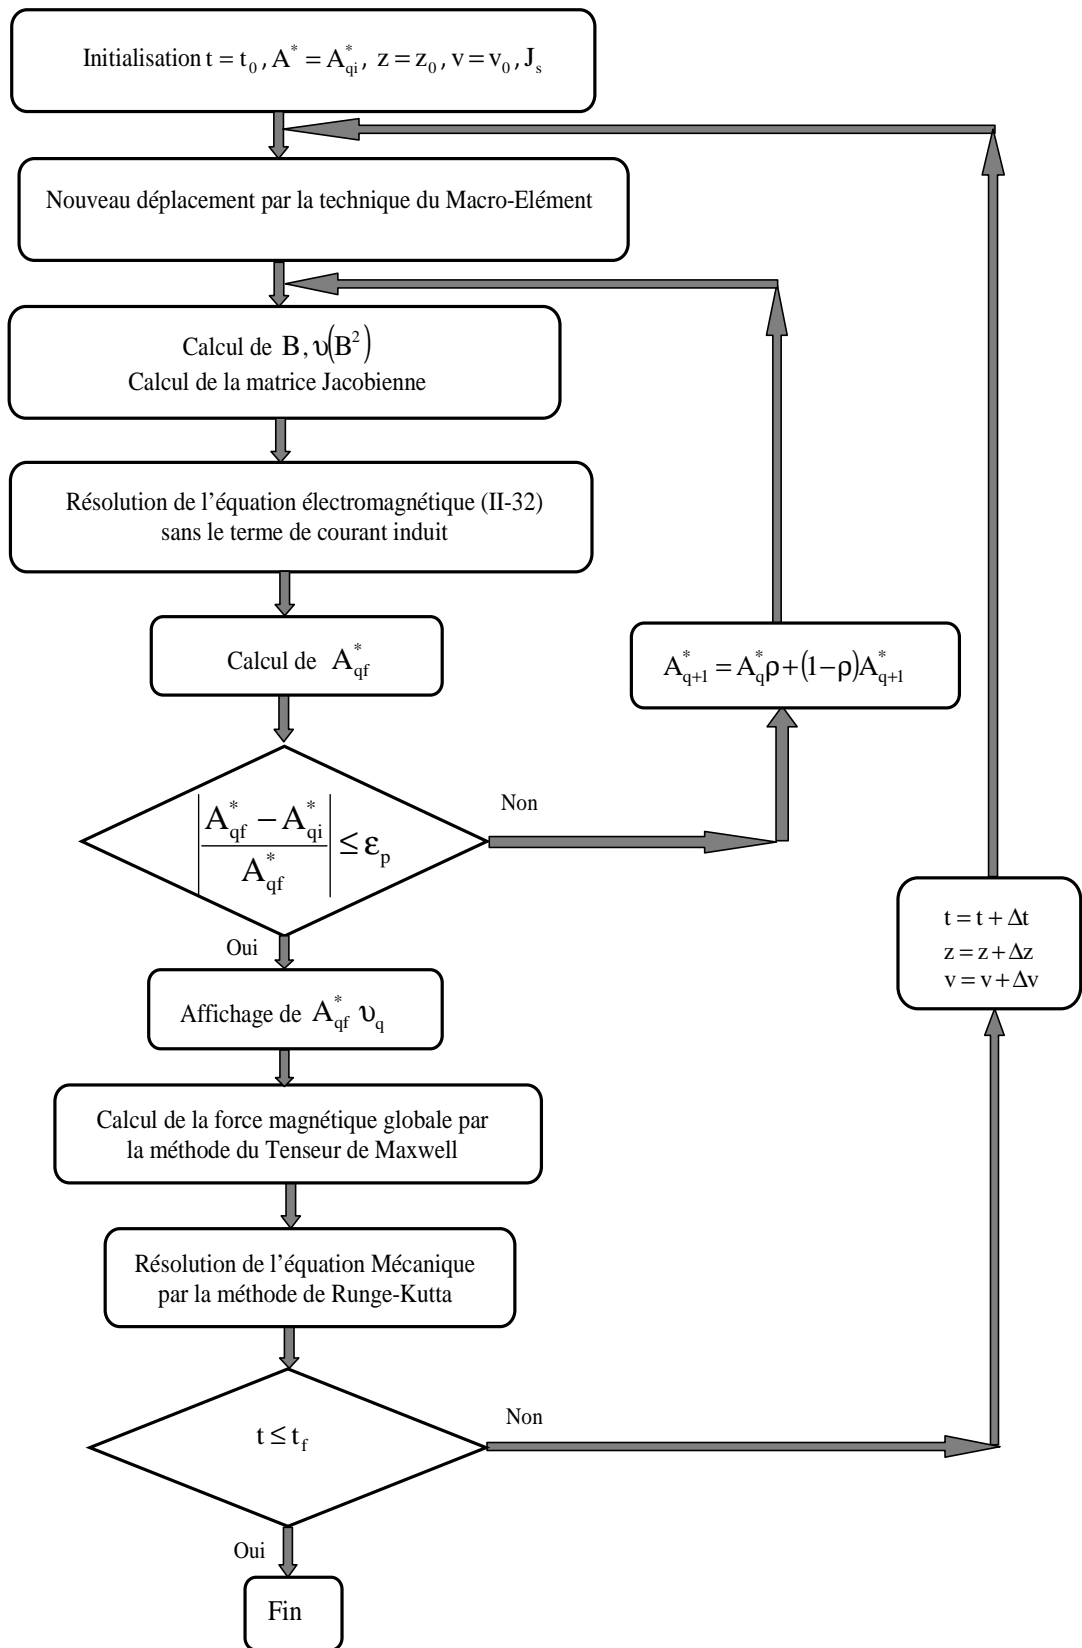 Initialisation t = t₀, A* = A*qi, z = z₀, v = v₀, Jₛ
Nouveau déplacement par la technique du Macro-Elément
Calcul de B, υ(B²)
Calcul de la matrice Jacobienne
Résolution de l’équation électromagnétique (II-32)
sans le terme de courant induit
Calcul de A*qf
A*q+1 = A*qρ + (1−ρ)A*q+1
|A*qf − A*qi / A*qf| ≤ εp
Non
Oui
t = t + Δt
z = z + Δz
v = v + Δv
Affichage de A*qf υq
Calcul de la force magnétique globale par
la méthode du Tenseur de Maxwell
Résolution de l’équation Mécanique
par la méthode de Runge-Kutta
t ≤ tf
Non
Oui
Fin